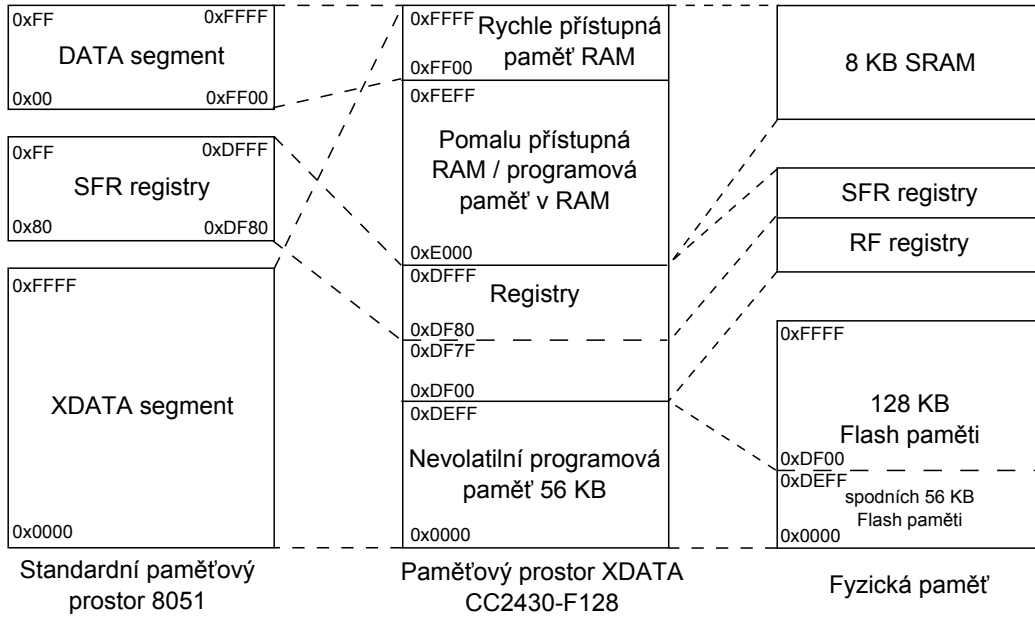 0xFF 0xFFFF
DATA segment
0x00 0xFF00
0xFF 0xDFFF
SFR registry
0x80 0xDF80
0xFFFF
XDATA segment
0x0000
Standardní paměťový
prostor 8051
0xFFFF
Rychle přístupná
paměť RAM
0xFF00
0xFEFF
Pomalu přístupná
RAM / programová
paměť v RAM
0xE000
0xDFFF
Registry
0xDF80
0xDF7F
0xDF00
0xDEFF
Nevolatilní programová
paměť 56 KB
0x0000
Paměťový prostor XDATA
CC2430-F128
8 KB SRAM
SFR registry
RF registry
0xFFFF
128 KB
Flash paměti
0xDF00
0xDEFF
spodních 56 KB
Flash paměti
0x0000
Fyzická paměť